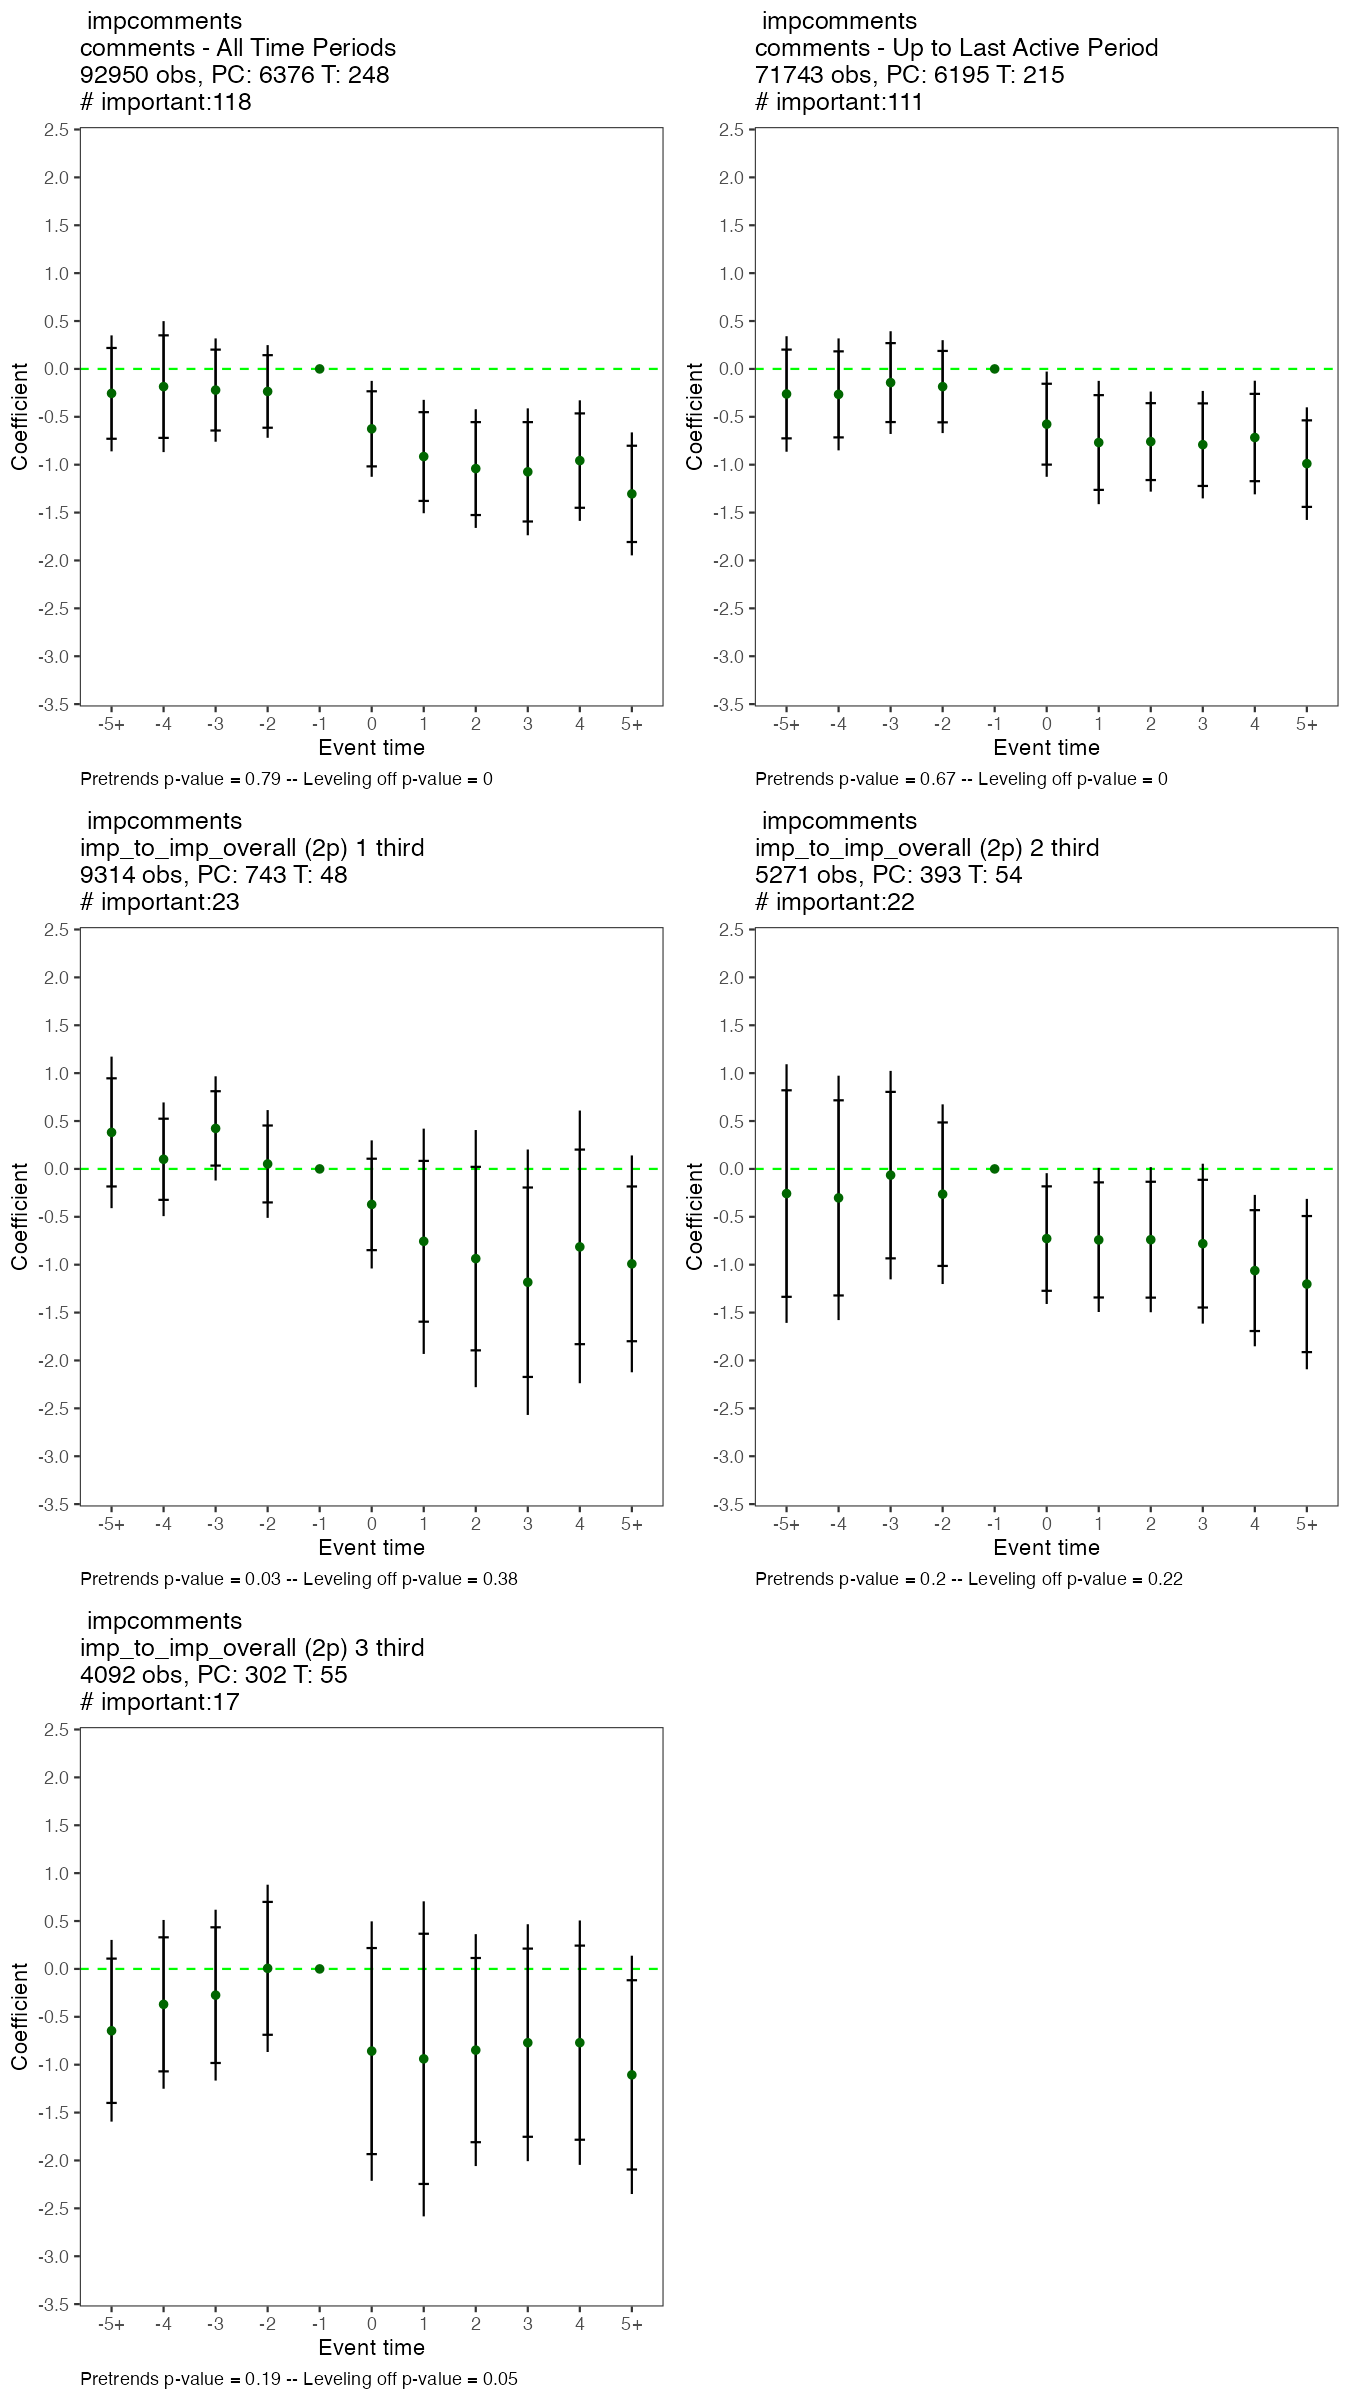 impcomments
comments - All Time Periods
92950 obs, PC: 6376 T: 248
# important:118
2.5
2.0
1.5
1.0
0.5
0.0
-0.5
-1.0
-1.5
-2.0
-2.5
-3.0
-3.5
Coefficient
-5+ -4 -3 -2 -1 0 1 2 3 4 5+
Event time
Pretrends p-value = 0.79 -- Leveling off p-value = 0
impcomments
comments - Up to Last Active Period
71743 obs, PC: 6195 T: 215
# important:111
2.5
2.0
1.5
1.0
0.5
0.0
-0.5
-1.0
-1.5
-2.0
-2.5
-3.0
-3.5
Coefficient
-5+ -4 -3 -2 -1 0 1 2 3 4 5+
Event time
Pretrends p-value = 0.67 -- Leveling off p-value = 0
impcomments
imp_to_imp_overall (2p) 1 third
9314 obs, PC: 743 T: 48
# important:23
2.5
2.0
1.5
1.0
0.5
0.0
-0.5
-1.0
-1.5
-2.0
-2.5
-3.0
-3.5
Coefficient
-5+ -4 -3 -2 -1 0 1 2 3 4 5+
Event time
Pretrends p-value = 0.03 -- Leveling off p-value = 0.38
impcomments
imp_to_imp_overall (2p) 2 third
5271 obs, PC: 393 T: 54
# important:22
2.5
2.0
1.5
1.0
0.5
0.0
-0.5
-1.0
-1.5
-2.0
-2.5
-3.0
-3.5
Coefficient
-5+ -4 -3 -2 -1 0 1 2 3 4 5+
Event time
Pretrends p-value = 0.2 -- Leveling off p-value = 0.22
impcomments
imp_to_imp_overall (2p) 3 third
4092 obs, PC: 302 T: 55
# important:17
2.5
2.0
1.5
1.0
0.5
0.0
-0.5
-1.0
-1.5
-2.0
-2.5
-3.0
-3.5
Coefficient
-5+ -4 -3 -2 -1 0 1 2 3 4 5+
Event time
Pretrends p-value = 0.19 -- Leveling off p-value = 0.05